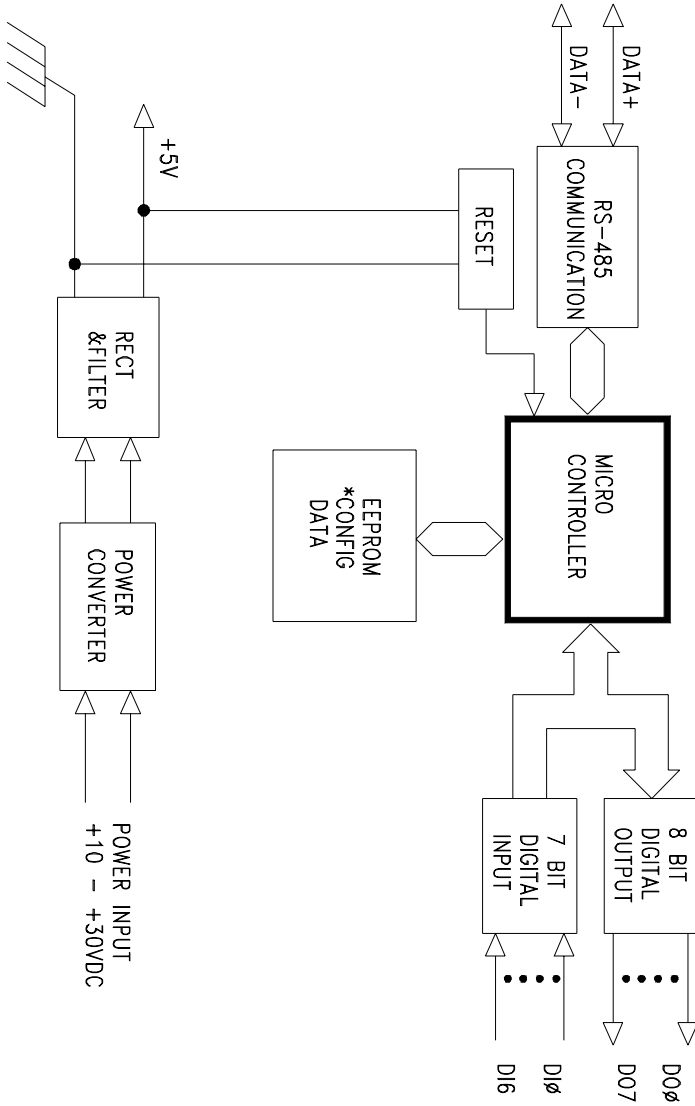 DATA+
DATA-
RS-485
COMMUNICATION
RESET
+5V
RECT
&FILTER
MICRO
CONTROLLER
EEPROM
*CONFIG
DATA
POWER
CONVERTER
8 BIT
DIGITAL
OUTPUT
7 BIT
DIGITAL
INPUT
POWER INPUT
+10 - +30VDC
DOø
DO7
DIø
DI6